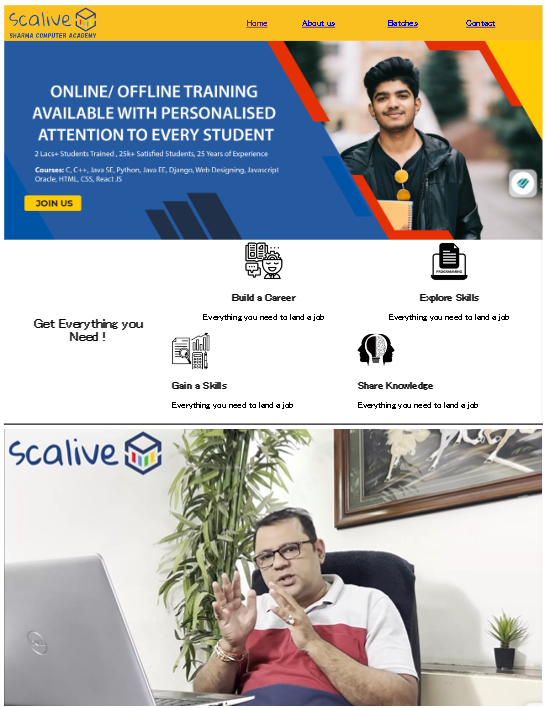 scalive
SHARMA COMPUTER ACADEMY
Home About us Batches Contact
ONLINE/ OFFLINE TRAINING
AVAILABLE WITH PERSONALISED
ATTENTION TO EVERY STUDENT
2 Lacs+ Students Trained , 25k+ Satisfied Students, 25 Years of Experience
Courses: C, C++, Java SE, Python, Java EE, Django, Web Designing, Javascript
Oracle, HTML, CSS, React JS
JOIN US
Get Everything you
Need !
Build a Career
Everything you need to land a job
PROGRAMMING
Explore Skills
Everything you need to land a job
Gain a Skills
Everything you need to land a job
Share Knowledge
Everything you need to land a job
scalive
DELL